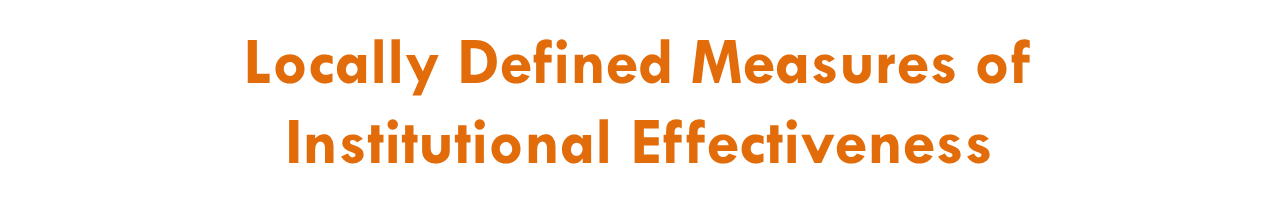 Locally Defined Measures of
Institutional Effectiveness